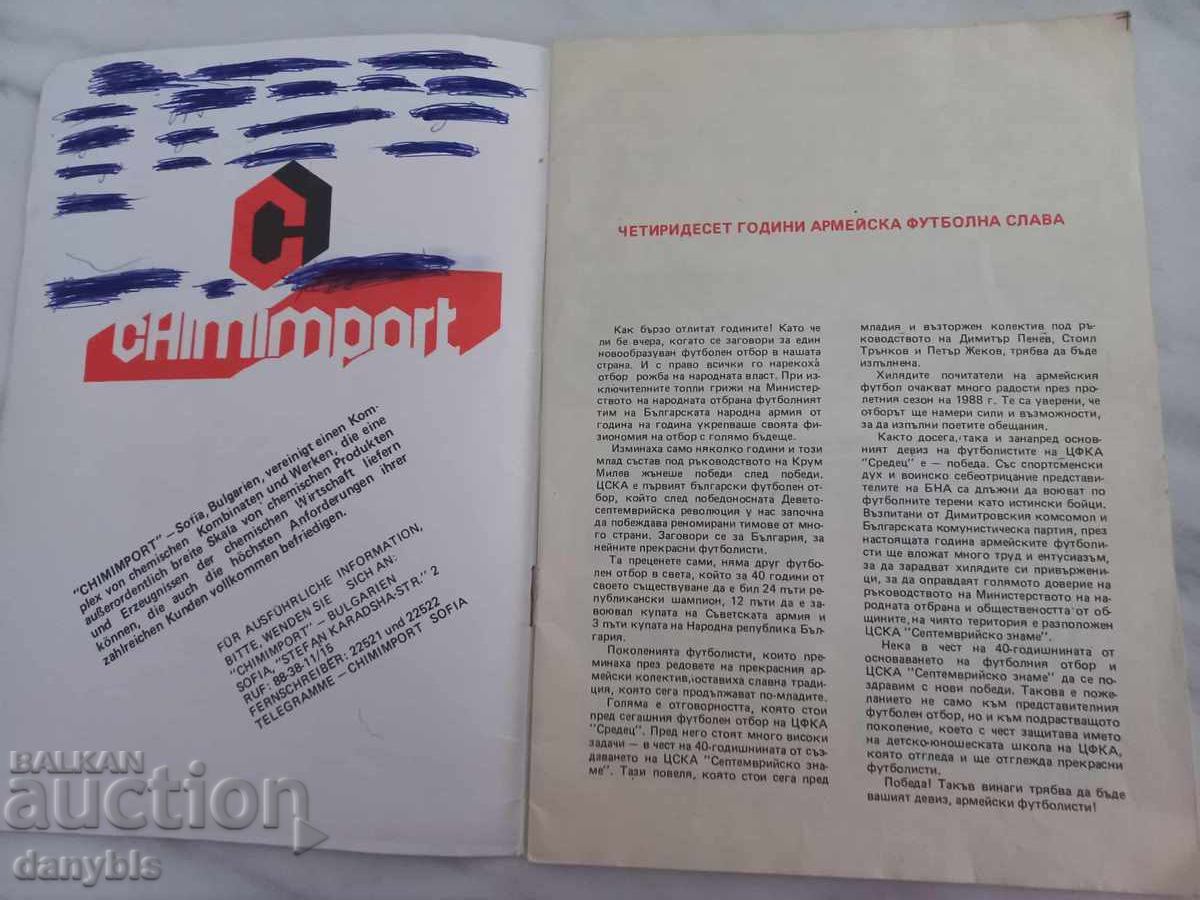 CHIMIMPORT
"CHIMIMPORT" – Sofia, Bulgarien, vereinigt einen Kom-
plex von chemischen Kombinaten und Werken, die eine
außerordentlich breite Skala von chemischen Produkten
und Erzeugnissen der chemischen Wirtschaft liefern
können, die auch die höchsten Anforderungen ihrer
zahlreichen Kunden vollkommen befriedigen.
FÜR AUSFÜHRLICHE INFORMATION,
BITTE, WENDEN SIE SICH AN:
"CHIMIMPORT" – BULGARIEN
SOFIA, "STEFAN KARADSHA-STR." 2
RUF: 88-38-11/15
FERNSCHREIBER: 22521 und 22522
TELEGRAMME – CHIMIMPORT SOFIA
ЧЕТИРИДЕСЕТ ГОДИНИ АРМЕЙСКА ФУТБОЛНА СЛАВА
Как бързо отлитат годините! Като че
ли бе вчера, когато се заговори за един
новообразуван футболен отбор в нашата
страна. И с право всички го нарекоха
отбор рожба на народната власт. При из-
ключителните топли грижи на Министер-
ството на народната отбрана футболният
тим на Българската народна армия от
година на година укрепваше своята фи-
зиономия на отбор с голямо бъдеще.
Изминаха само няколко години и този
млад състав под ръководството на Крум
Милев жънеше победи след победи.
ЦСКА е първият български футболен от-
бор, който след победоносната Девето-
септемврийска революция у нас започна
да побеждава реномирани тимове от мно-
го страни. Заговори се за България, за
нейните прекрасни футболисти.
Та преценете сами, няма друг футбо-
лен отбор в света, който за 40 години от
своето съществуване да е бил 24 пъти ре-
публикански шампион, 12 пъти да е за-
воювал купата на Съветската армия и
3 пъти купата на Народна република Бъл-
гария.
Поколенията футболисти, които пре-
минаха през редовете на прекрасния ар-
мейски колектив, оставиха славна тради-
ция, която сега продължават по-младите.
Голяма е отговорността, която стои
пред сегашния футболен отбор на ЦФКА
"Средец". Пред него стоят много високи
задачи – в чест на 40-годишнината от съз-
даването на ЦСКА "Септемврийско зна-
ме". Тази повеля, която стои сега пред
младия и възторжен колектив под ръ-
ководството на Димитър Пенев, Стоил
Трънков и Петър Жеков, трябва да бъде
изпълнена.
Хилядите почитатели на армейския
футбол очакват много радости през про-
летния сезон на 1988 г. Те са уверени, че
отборът ще намери сили и възможности,
за да изпълни поетите обещания.
Както досега, така и занапред основ-
ният девиз на футболистите на ЦФКА
"Средец" е – победа. Със спортсменски
дух и воинско себеотрицание представи-
телите на БНА са длъжни да воюват по
футболните терени като истински бойци.
Възпитани от Димитровския комсомол и
Българската комунистическа партия, през
настоящата година армейските футболи-
сти ще вложат много труд и ентусиазъм,
за да зарадват хилядите си привържени-
ци, за да оправдаят голямото доверие на
ръководството на Министерството на на-
родната отбрана и обществеността от об-
щините, на чиято територия е разположен
ЦСКА "Септемврийско знаме".
Нека в чест на 40-годишнината от
основаването на футболния отбор и
ЦСКА "Септемврийско знаме" да се по-
здравим с нови победи. Такова е поже-
ланието не само към представителния
футболен отбор, но и към подрастващото
поколение, което с чест защитава името
на детско-юношеската школа на ЦФКА,
която отгледа и ще отглежда прекрасни
футболисти.
Победа! Такъв винаги трябва да бъде
вашият девиз, армейски футболисти!
BALKAN
auction
danybls